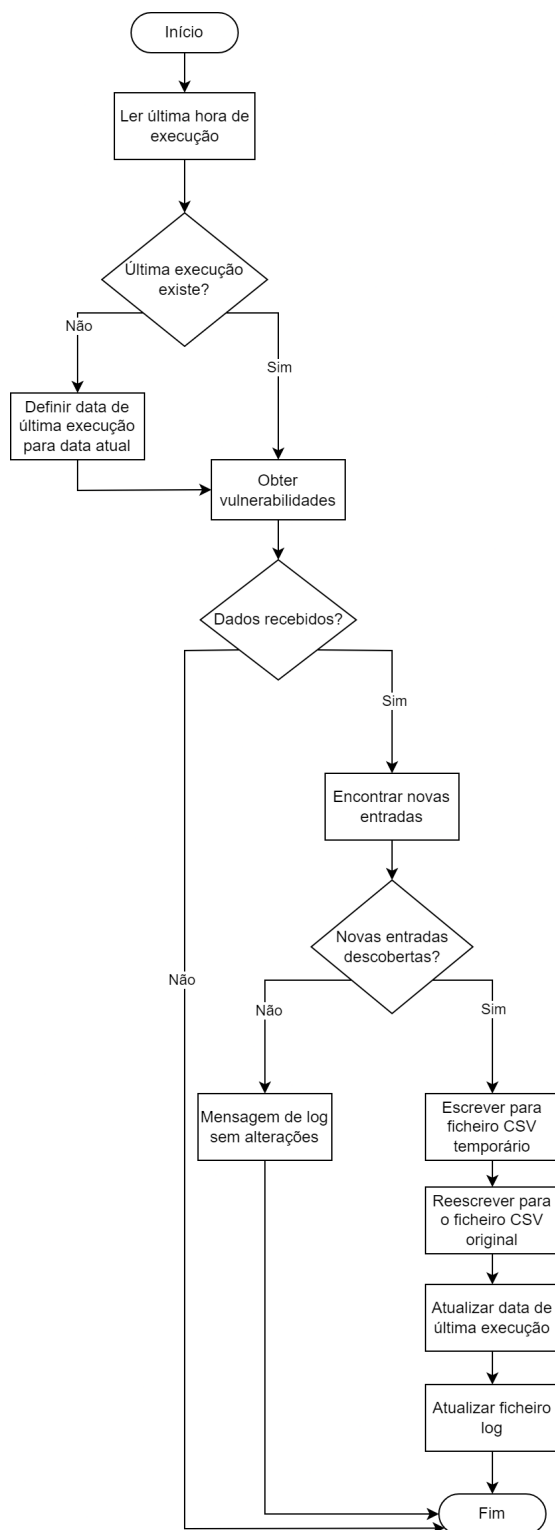 Início
Ler última hora de
execução
Última execução
existe?
Não
Sim
Definir data de
última execução
para data atual
Obter
vulnerabilidades
Dados recebidos?
Sim
Encontrar novas
entradas
Novas entradas
descobertas?
Não
Não
Sim
Mensagem de log
sem alterações
Escrever para
ficheiro CSV
temporário
Reescrever para
o ficheiro CSV
original
Atualizar data de
última execução
Atualizar ficheiro
log
Fim